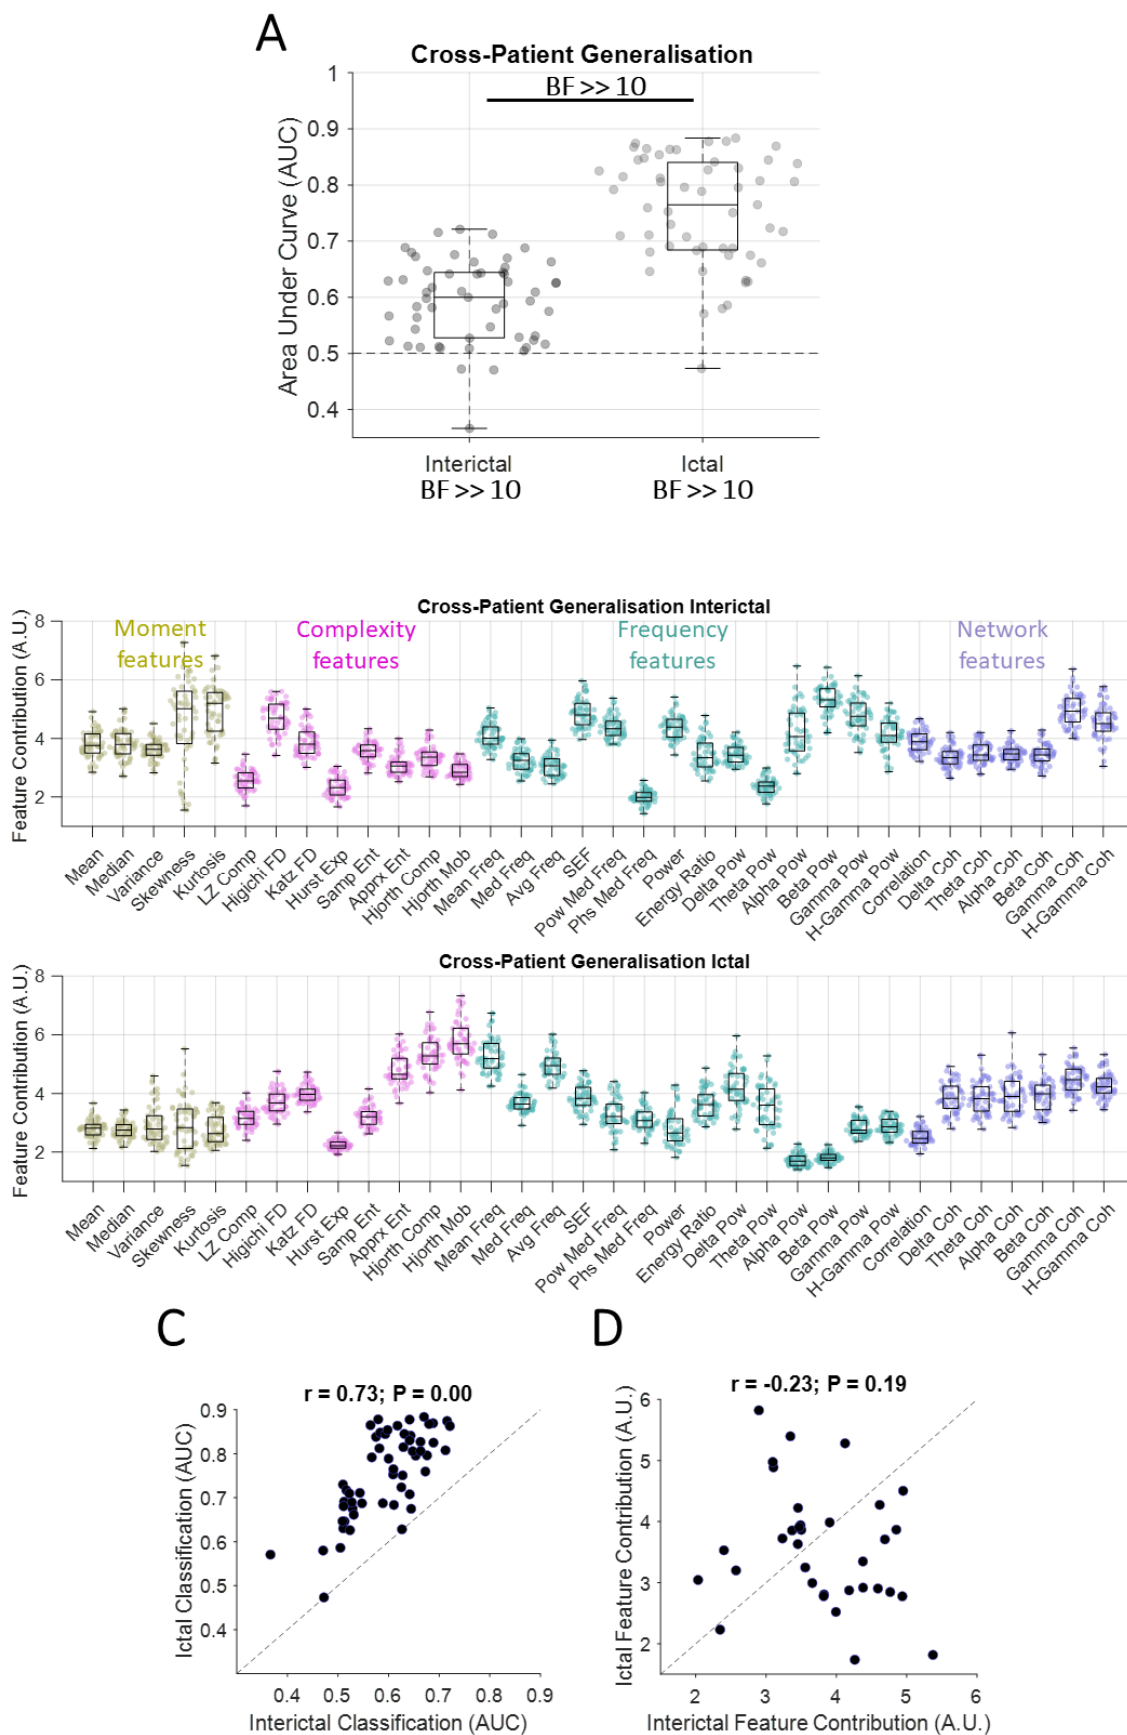 A
Cross-Patient Generalisation
BF >> 10
Area Under Curve (AUC)
1
0.9
0.8
0.7
0.6
0.5
0.4
Interictal
Ictal
BF >> 10
BF >> 10
Cross-Patient Generalisation Interictal
Feature Contribution (A.U.)
8
6
4
2
Moment
features
Complexity
features
Frequency
features
Network
features
Mean
Median
Variance
Skewness
Kurtosis
LZ Comp
Higichi FD
Katz FD
Hurst Exp
Samp Ent
Apprx Ent
Hjorth Comp
Hjorth Mob
Mean Freq
Med Freq
Avg Freq
SEF
Pow Med Freq
Phs Med Freq
Power
Energy Ratio
Delta Pow
Theta Pow
Alpha Pow
Beta Pow
Gamma Pow
H-Gamma Pow
Correlation
Delta Coh
Theta Coh
Alpha Coh
Beta Coh
Gamma Coh
H-Gamma Coh
Cross-Patient Generalisation Ictal
Feature Contribution (A.U.)
8
6
4
2
Mean
Median
Variance
Skewness
Kurtosis
LZ Comp
Higichi FD
Katz FD
Hurst Exp
Samp Ent
Apprx Ent
Hjorth Comp
Hjorth Mob
Mean Freq
Med Freq
Avg Freq
SEF
Pow Med Freq
Phs Med Freq
Power
Energy Ratio
Delta Pow
Theta Pow
Alpha Pow
Beta Pow
Gamma Pow
H-Gamma Pow
Correlation
Delta Coh
Theta Coh
Alpha Coh
Beta Coh
Gamma Coh
H-Gamma Coh
C
r = 0.73; P = 0.00
Ictal Classification (AUC)
0.9
0.8
0.7
0.6
0.5
0.4
0.4 0.5 0.6 0.7 0.8 0.9
Interictal Classification (AUC)
D
r = -0.23; P = 0.19
Ictal Feature Contribution (A.U.)
6
5
4
3
2
2 3 4 5 6
Interictal Feature Contribution (A.U.)